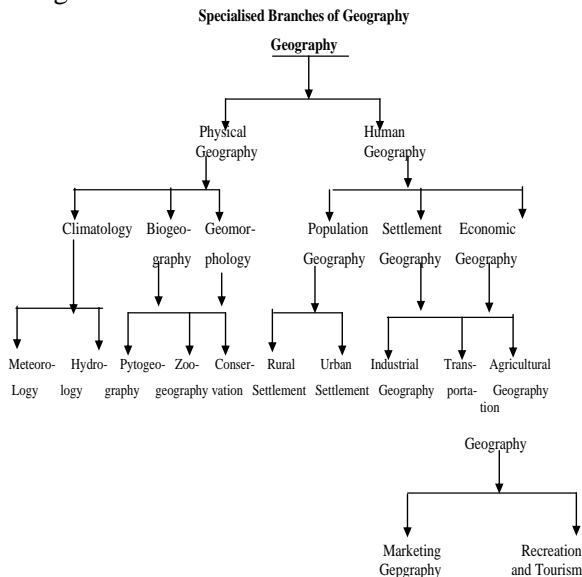 Specialised Branches of Geography
Geography
Physical Human
Geography Geography
Climatology Biogeo- Geomor- Population Settlement Economic
graphy phology Geography Geography Geography
Meteoro- Hydro- Pytogeo- Zoo- Conser- Rural Urban Industrial Trans- Agricultural
Logy logy graphy geography vation Settlement Settlement Geography porta- Geography
tion
Geography
Marketing Recreation
Gepgraphy and Tourism